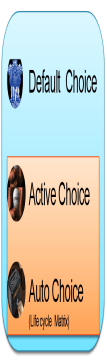 Default Choice
Active Choice
Auto Choice
(Lifecycle Matrix)